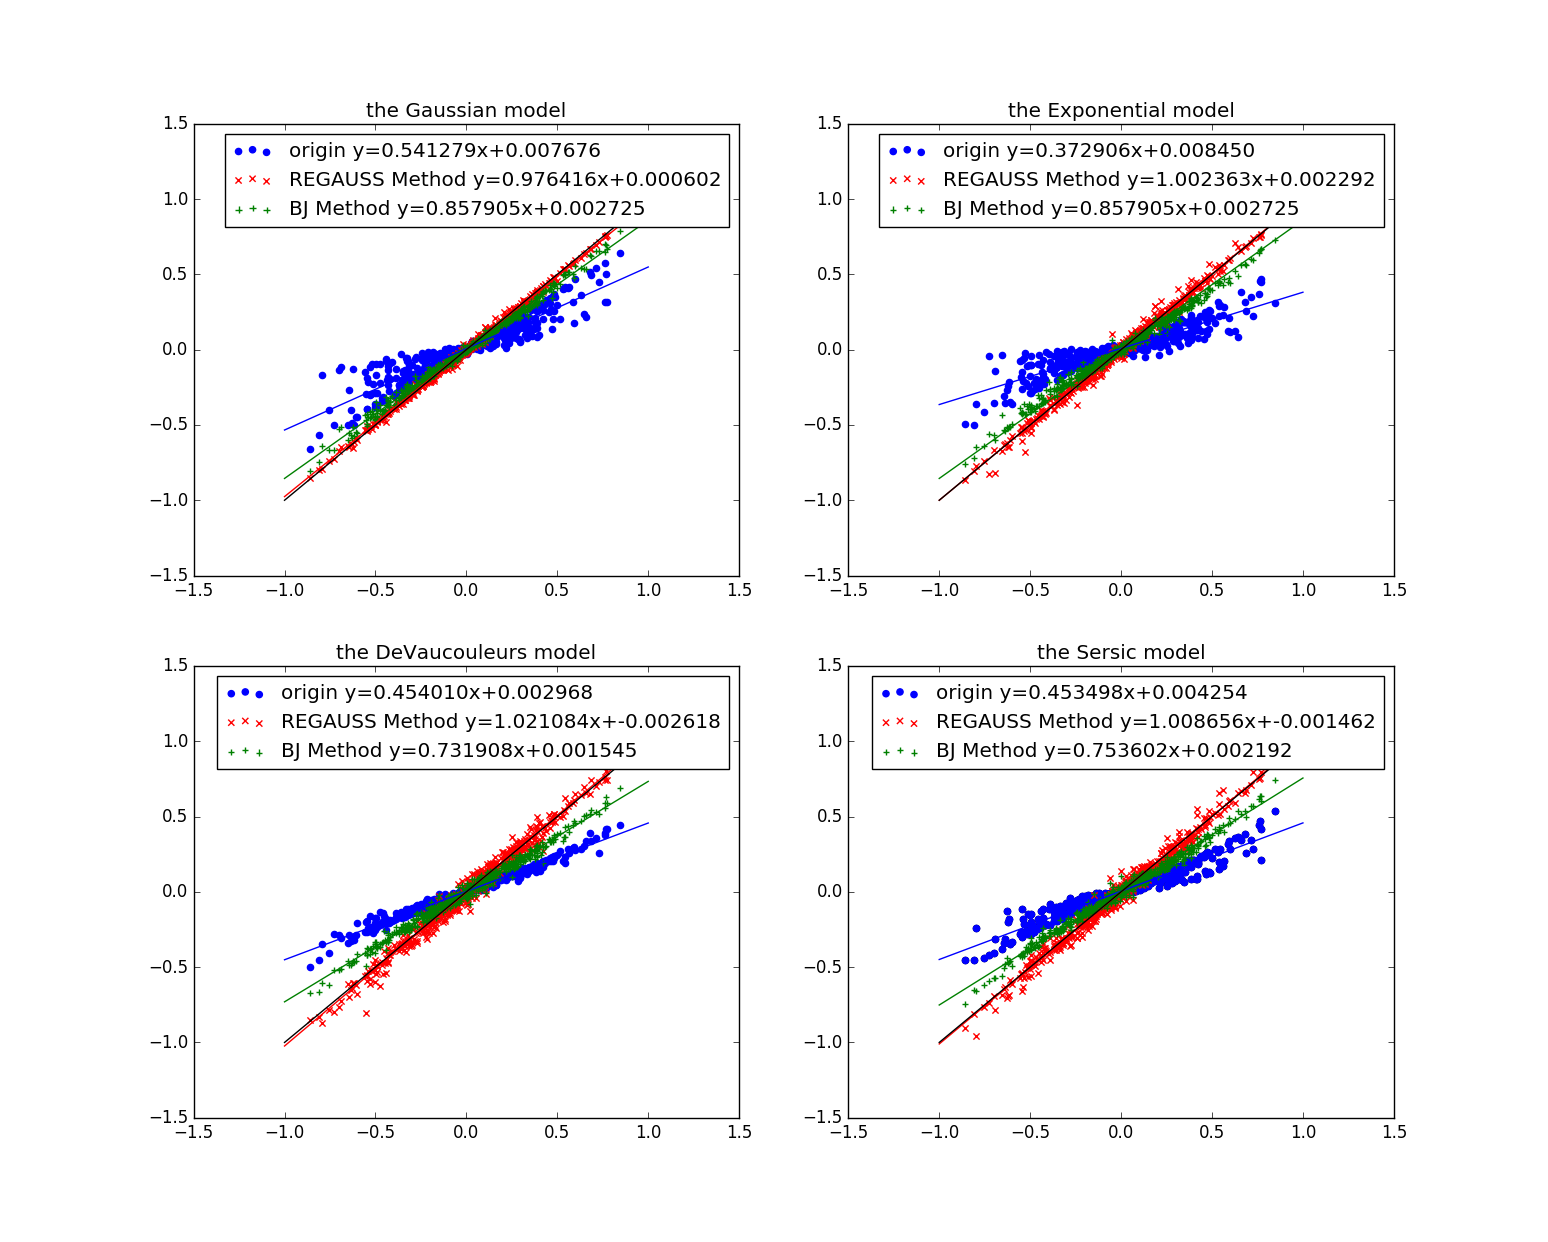 the Gaussian model
1.5
1.0
0.5
0.0
−0.5
−1.0
−1.5
−1.5 −1.0 −0.5 0.0 0.5 1.0 1.5
origin y=0.541279x+0.007676
REGAUSS Method y=0.976416x+0.000602
BJ Method y=0.857905x+0.002725
the Exponential model
1.5
1.0
0.5
0.0
−0.5
−1.0
−1.5
−1.5 −1.0 −0.5 0.0 0.5 1.0 1.5
origin y=0.372906x+0.008450
REGAUSS Method y=1.002363x+0.002292
BJ Method y=0.857905x+0.002725
the DeVaucouleurs model
1.5
1.0
0.5
0.0
−0.5
−1.0
−1.5
−1.5 −1.0 −0.5 0.0 0.5 1.0 1.5
origin y=0.454010x+0.002968
REGAUSS Method y=1.021084x+-0.002618
BJ Method y=0.731908x+0.001545
the Sersic model
1.5
1.0
0.5
0.0
−0.5
−1.0
−1.5
−1.5 −1.0 −0.5 0.0 0.5 1.0 1.5
origin y=0.453498x+0.004254
REGAUSS Method y=1.008656x+-0.001462
BJ Method y=0.753602x+0.002192